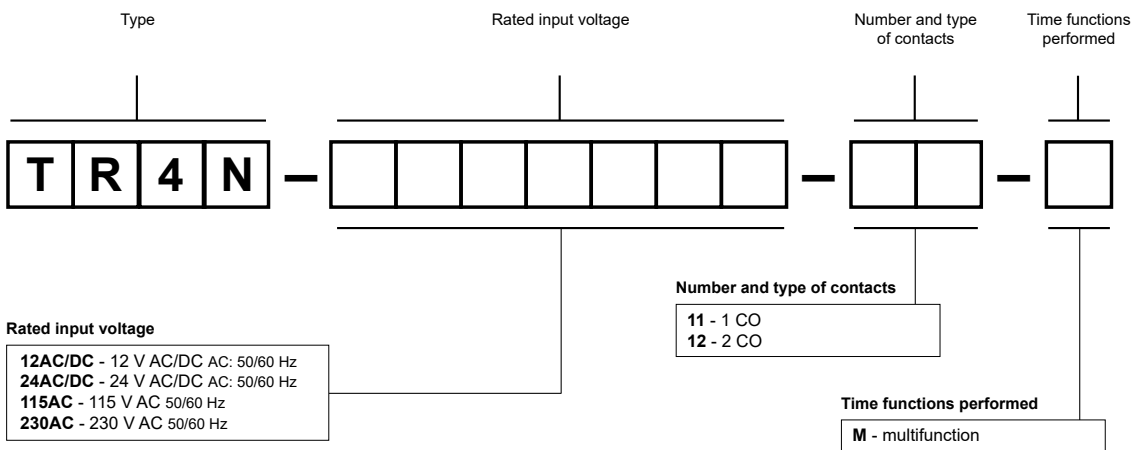 Type
Rated input voltage
Number and type
of contacts
Time functions
performed
T R 4 N – – –
Number and type of contacts
11 - 1 CO
12 - 2 CO
Rated input voltage
12AC/DC - 12 V AC/DC AC: 50/60 Hz
24AC/DC - 24 V AC/DC AC: 50/60 Hz
115AC - 115 V AC 50/60 Hz
230AC - 230 V AC 50/60 Hz
Time functions performed
M - multifunction